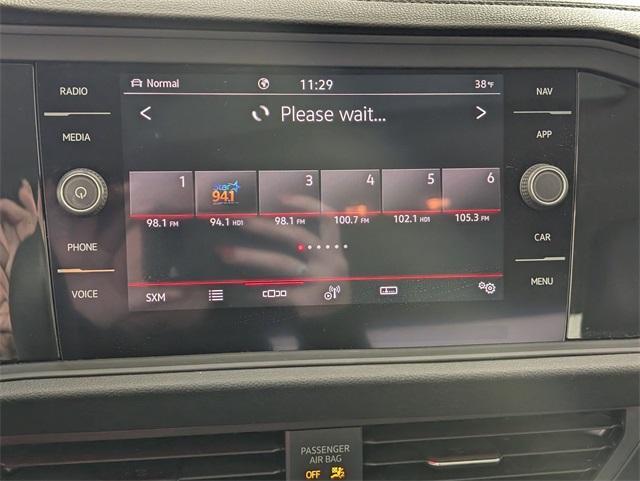 RADIO
MEDIA
PHONE
VOICE
Normal 11:29 38°F
< Please wait... >
1 3 4 5 6
Star
94.1
98.1 FM 94.1 HD1 98.1 FM 100.7 FM 102.1 HD1 105.3 FM
SXM
NAV
APP
CAR
MENU
PASSENGER
AIR BAG
OFF